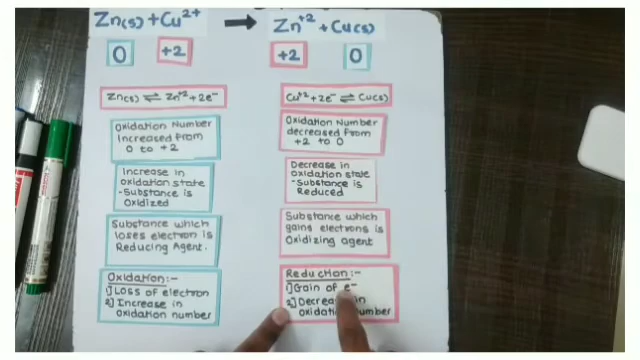 Zn(s) + Cu²⁺ → Zn⁺² + Cu(s)
0 +2 +2 0
Zn(s) ⇌ Zn⁺² + 2e⁻
Oxidation Number
Increased from
0 to +2
Increase in
oxidation state
- Substance is
Oxidized
Substance which
loses electron is
Reducing Agent.
Oxidation:-
1] Loss of electron
2] Increase in
oxidation number
Cu⁺² + 2e⁻ ⇌ Cu(s)
Oxidation Number
decreased from
+2 to 0
Decrease in
oxidation state
- Substance is
Reduced
Substance which
gains electrons is
Oxidizing agent
Reduction:-
1] Gain of e⁻
2] in
number